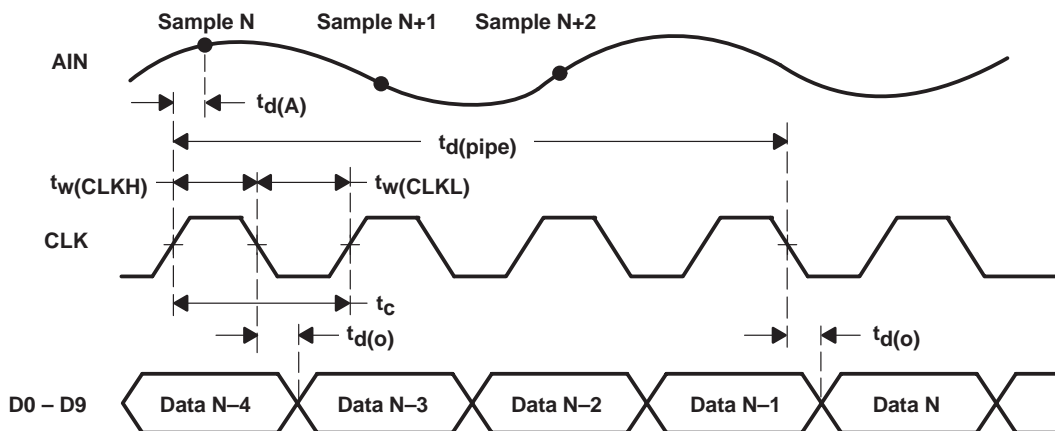 Sample N
Sample N+1
Sample N+2
AIN
td(A)
td(pipe)
tw(CLKH)
tw(CLKL)
CLK
tc
td(o)
td(o)
D0 – D9
Data N–4
Data N–3
Data N–2
Data N–1
Data N